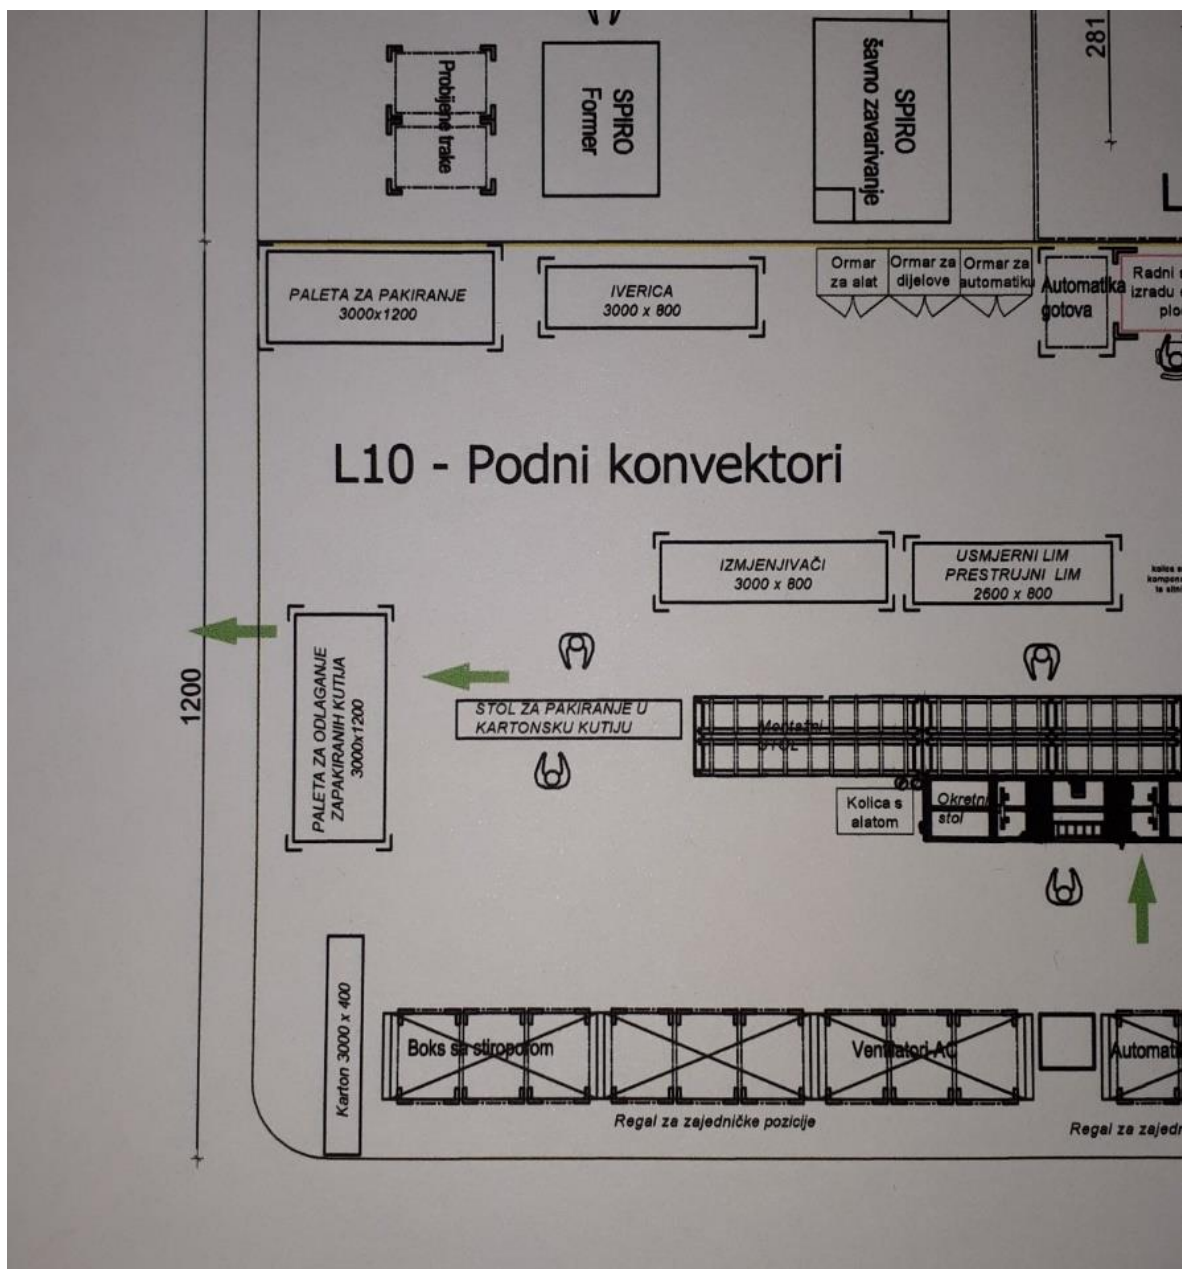 281
Probijene trake
SPIRO
Former
SPIRO
šavno zavarivanje
PALETA ZA PAKIRANJE
3000x1200
IVERICA
3000 x 800
Ormar
za alat
Ormar za
dijelove
Ormar za
automatiku
Automatika
gotova
Radni
izradu
L10 - Podni konvektori
IZMJENJIVAČI
3000 x 800
USMJERNI LIM
PRESTRUJNI LIM
2600 x 800
kolica
1200
PALETA ZA ODLAGANJE
ZAPAKIRANIH KUTIJA
3000x1200
STOL ZA PAKIRANJE U
KARTONSKU KUTIJU
Montažni
STOL
Kolica s
alatom
Okretni
stol
Karton 3000 x 400
Boks sa stiroporom
Ventilatori AC
Automati
Regal za zajedničke pozicije
Regal za zajedn